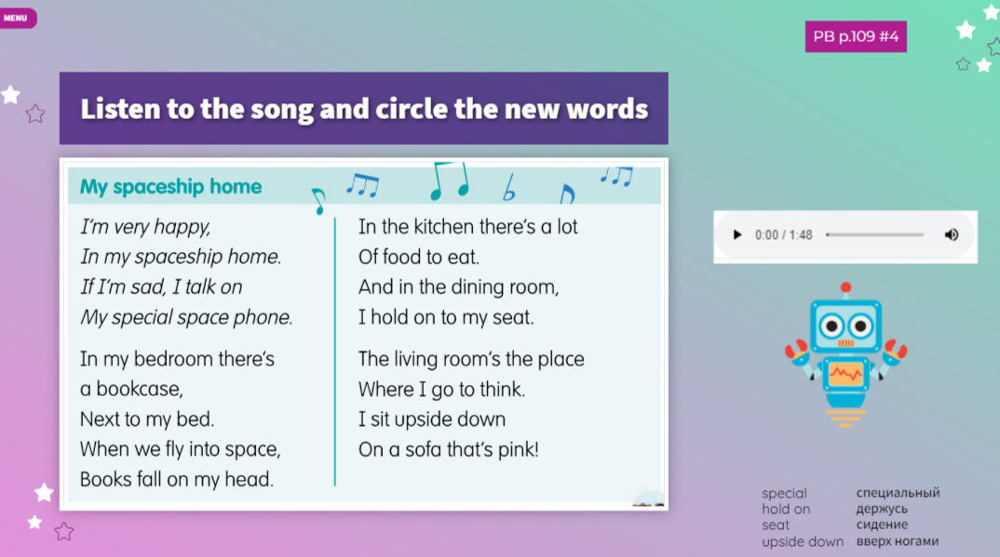 MENU
PB p.109 #4
Listen to the song and circle the new words
My spaceship home
I'm very happy,
In my spaceship home.
If I'm sad, I talk on
My special space phone.
In my bedroom there's
a bookcase,
Next to my bed.
When we fly into space,
Books fall on my head.
In the kitchen there's a lot
Of food to eat.
And in the dining room,
I hold on to my seat.
The living room's the place
Where I go to think.
I sit upside down
On a sofa that's pink!
0:00 / 1:48
special специальный
hold on держусь
seat сидение
upside down вверх ногами